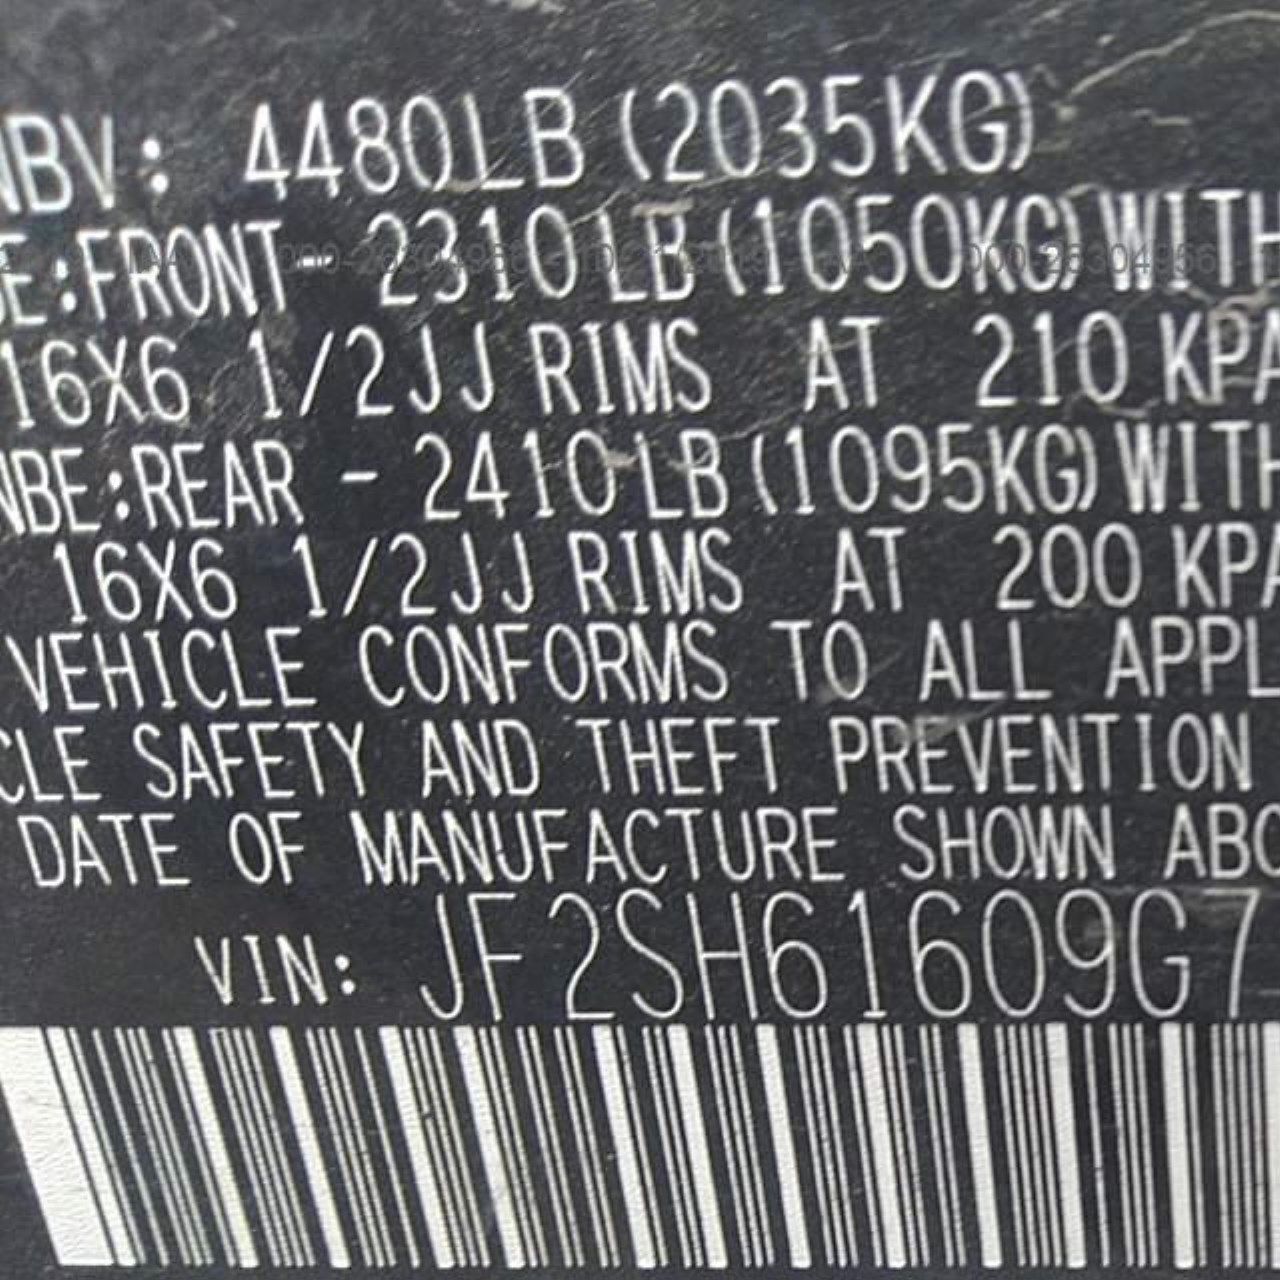 NBV: 4480LB (2035KG)
BE:FRONT- 2310LB (1050KG) WITH
16X6 1/2JJ RIMS AT 210 KPA
NBE:REAR - 2410LB (1095KG) WITH
16X6 1/2JJ RIMS AT 200 KPA
VEHICLE CONFORMS TO ALL APPL
CLE SAFETY AND THEFT PREVENTION
DATE OF MANUFACTURE SHOWN ABO
VIN: JF2SH61609G7